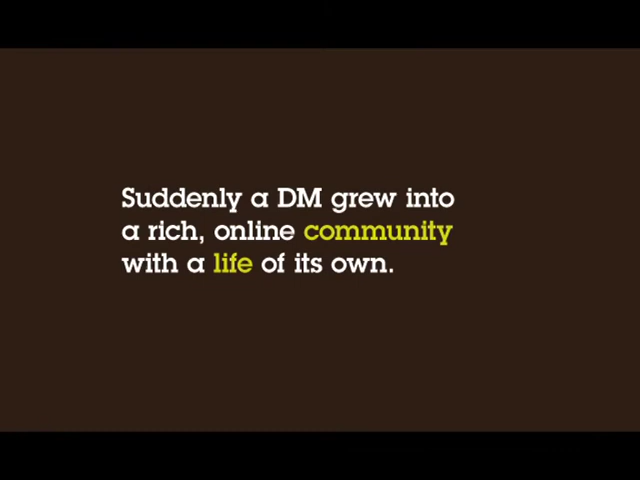 Suddenly a DM grew into
a rich, online community
with a life of its own.